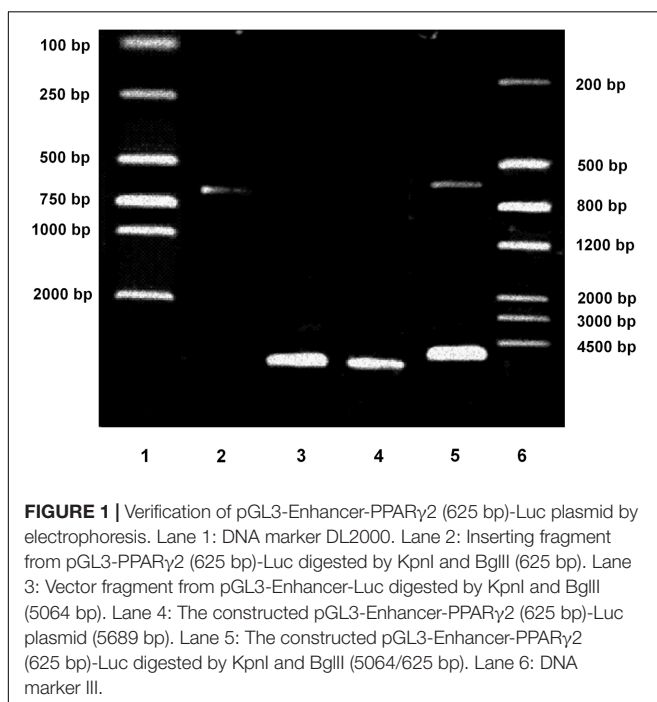 100 bp
250 bp
500 bp
750 bp
1000 bp
2000 bp
200 bp
500 bp
800 bp
1200 bp
2000 bp
3000 bp
4500 bp
1 2 3 4 5 6
FIGURE 1 | Verification of pGL3-Enhancer-PPARγ2 (625 bp)-Luc plasmid by
electrophoresis. Lane 1: DNA marker DL2000. Lane 2: Inserting fragment
from pGL3-PPARγ2 (625 bp)-Luc digested by KpnI and BglII (625 bp). Lane
3: Vector fragment from pGL3-Enhancer-Luc digested by KpnI and BglII
(5064 bp). Lane 4: The constructed pGL3-Enhancer-PPARγ2 (625 bp)-Luc
plasmid (5689 bp). Lane 5: The constructed pGL3-Enhancer-PPARγ2
(625 bp)-Luc digested by KpnI and BglII (5064/625 bp). Lane 6: DNA
marker III.